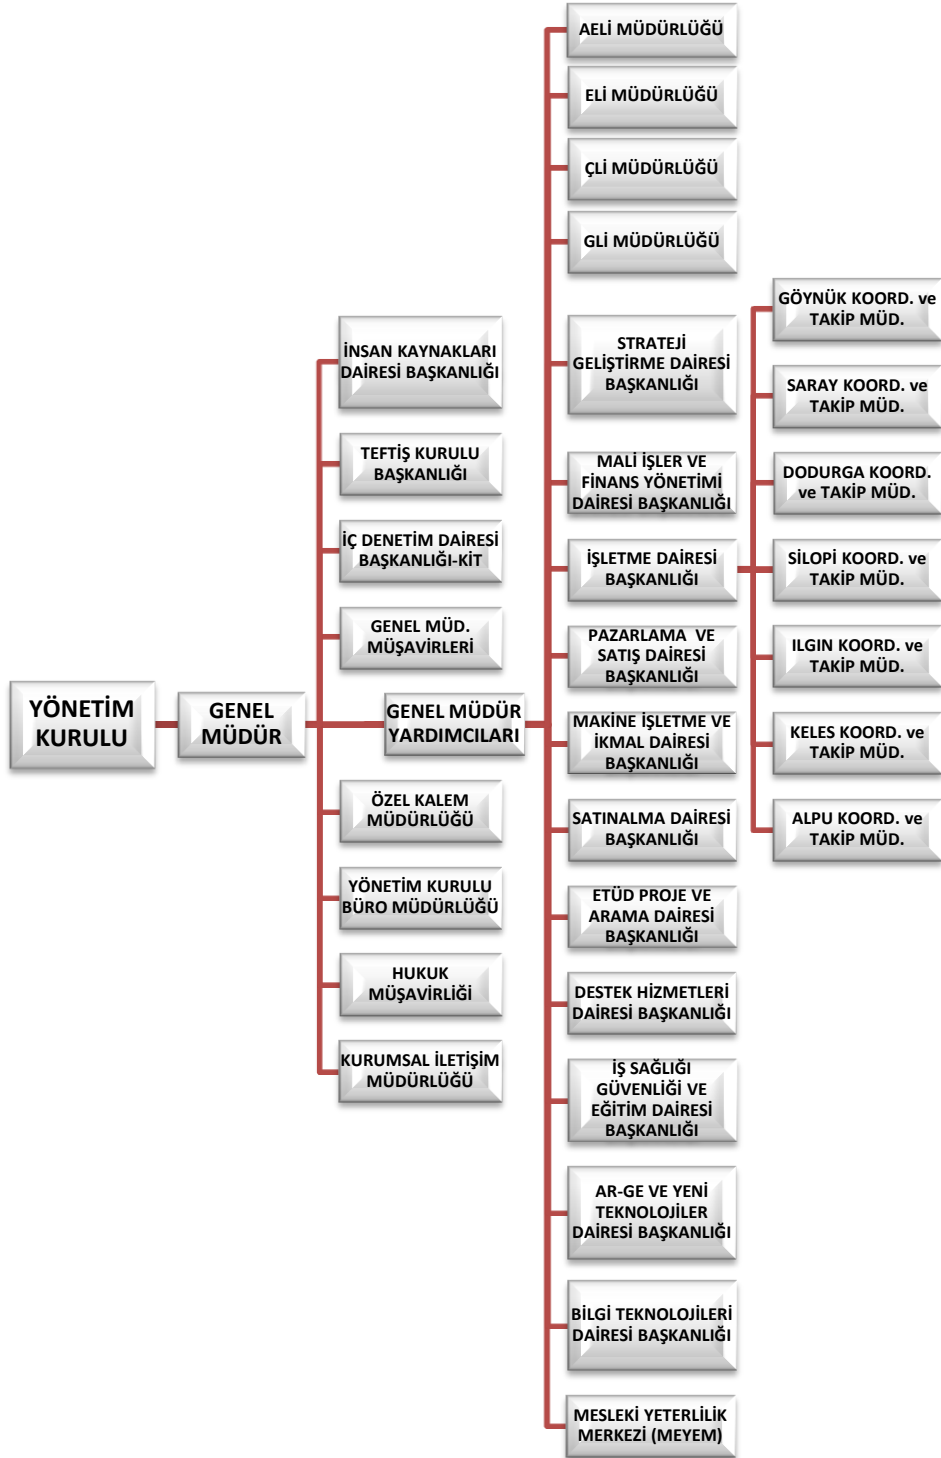 YÖNETİM
KURULU
GENEL
MÜDÜR
İNSAN KAYNAKLARI
DAİRESİ BAŞKANLIĞI
TEFTİŞ KURULU
BAŞKANLIĞI
İÇ DENETİM DAİRESİ
BAŞKANLIĞI-KİT
GENEL MÜD.
MÜŞAVİRLERİ
GENEL MÜDÜR
YARDIMCILARI
ÖZEL KALEM
MÜDÜRLÜĞÜ
YÖNETİM KURULU
BÜRO MÜDÜRLÜĞÜ
HUKUK
MÜŞAVİRLİĞİ
KURUMSAL İLETİŞİM
MÜDÜRLÜĞÜ
AELİ MÜDÜRLÜĞÜ
ELİ MÜDÜRLÜĞÜ
ÇLİ MÜDÜRLÜĞÜ
GLİ MÜDÜRLÜĞÜ
STRATEJİ
GELİŞTİRME DAİRESİ
BAŞKANLIĞI
MALİ İŞLER VE
FİNANS YÖNETİMİ
DAİRESİ BAŞKANLIĞI
İŞLETME DAİRESİ
BAŞKANLIĞI
PAZARLAMA VE
SATIŞ DAİRESİ
BAŞKANLIĞI
MAKİNE İŞLETME VE
İKMAL DAİRESİ
BAŞKANLIĞI
SATINALMA DAİRESİ
BAŞKANLIĞI
ETÜD PROJE VE
ARAMA DAİRESİ
BAŞKANLIĞI
DESTEK HİZMETLERİ
DAİRESİ BAŞKANLIĞI
İŞ SAĞLIĞI
GÜVENLİĞİ VE
EĞİTİM DAİRESİ
BAŞKANLIĞI
AR-GE VE YENİ
TEKNOLOJİLER
DAİRESİ BAŞKANLIĞI
BİLGİ TEKNOLOJİLERİ
DAİRESİ BAŞKANLIĞI
MESLEKİ YETERLİLİK
MERKEZİ (MEYEM)
GÖYNÜK KOORD. ve
TAKİP MÜD.
SARAY KOORD. ve
TAKİP MÜD.
DODURGA KOORD.
ve TAKİP MÜD.
SİLOPİ KOORD. ve
TAKİP MÜD.
ILGIN KOORD. ve
TAKİP MÜD.
KELES KOORD. ve
TAKİP MÜD.
ALPU KOORD. ve
TAKİP MÜD.